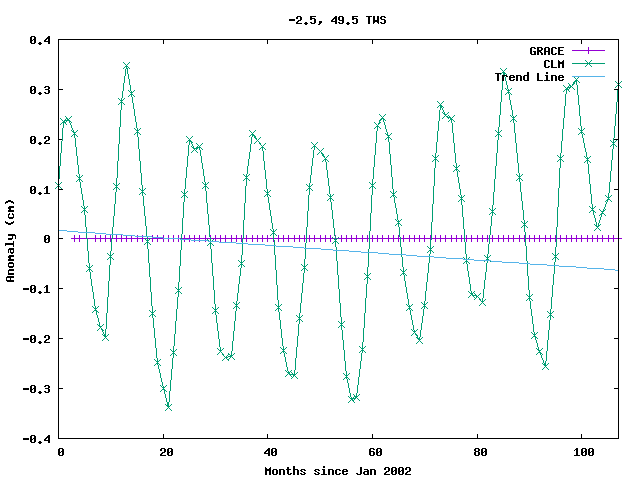 -2.5, 49.5 TWS
GRACE
CLM
Trend Line
0.4
0.3
0.2
0.1
0
-0.1
-0.2
-0.3
-0.4
Anomaly (cm)
0 20 40 60 80 100
Months since Jan 2002